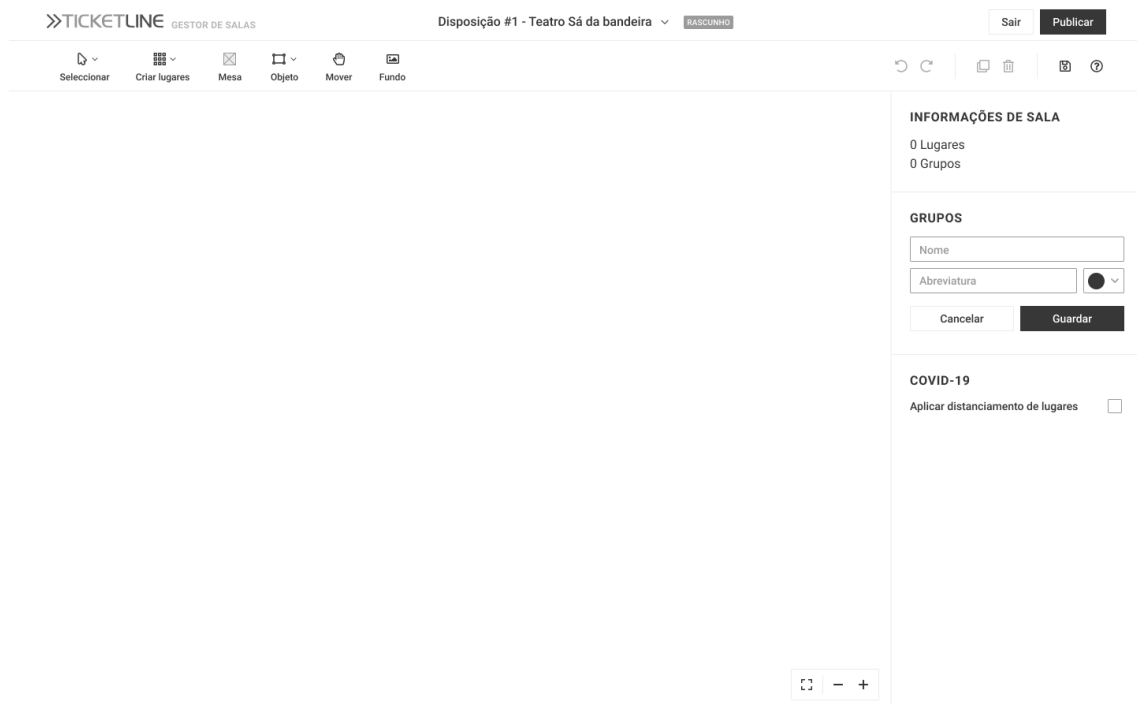 TICKETLINE GESTOR DE SALAS
Disposição #1 - Teatro Sá da bandeira
RASCUNHO
Sair
Publicar
Seleccionar
Criar lugares
Mesa
Objeto
Mover
Fundo
INFORMAÇÕES DE SALA
0 Lugares
0 Grupos
GRUPOS
Nome
Abreviatura
Cancelar
Guardar
COVID-19
Aplicar distanciamento de lugares